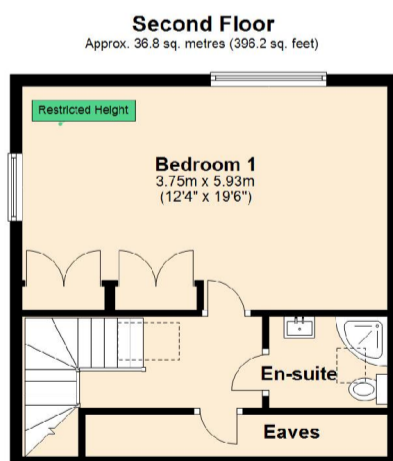 Second Floor
Approx. 36.8 sq. metres (396.2 sq. feet)
Restricted Height
Bedroom 1
3.75m x 5.93m
(12'4" x 19'6")
En-suite
Eaves